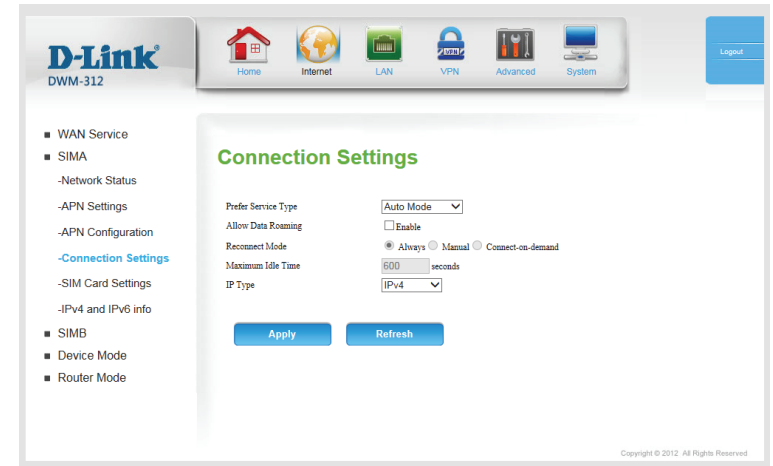 D-Link®
DWM-312
Home Internet LAN VPN Advanced System
VPN
Logout
WAN Service
SIMA
-Network Status
-APN Settings
-APN Configuration
-Connection Settings
-SIM Card Settings
-IPv4 and IPv6 info
SIMB
Device Mode
Router Mode
Connection Settings
Prefer Service Type Auto Mode
Allow Data Roaming Enable
Reconnect Mode Always Manual Connect-on-demand
Maximum Idle Time 600 seconds
IP Type IPv4
Apply Refresh
Copyright © 2012 All Rights Reserved